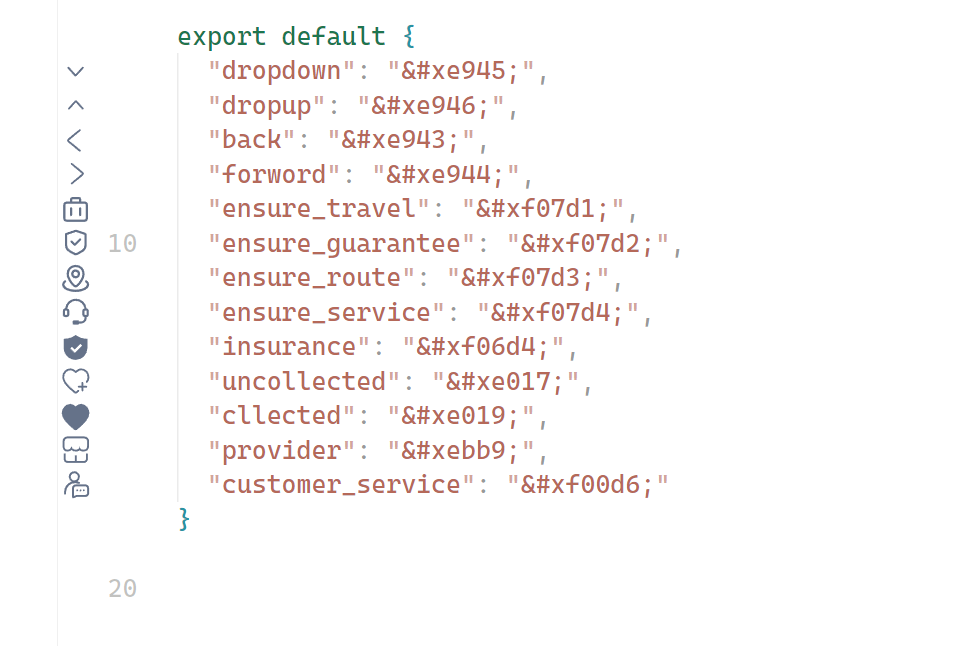 export default {
"dropdown": "&#xe945;",
"dropup": "&#xe946;",
"back": "&#xe943;",
"forword": "&#xe944;",
"ensure_travel": "&#xf07d1;",
10 "ensure_guarantee": "&#xf07d2;",
"ensure_route": "&#xf07d3;",
"ensure_service": "&#xf07d4;",
"insurance": "&#xf06d4;",
"uncollected": "&#xe017;",
"cllected": "&#xe019;",
"provider": "&#xebb9;",
"customer_service": "&#xf00d6;"
}
20